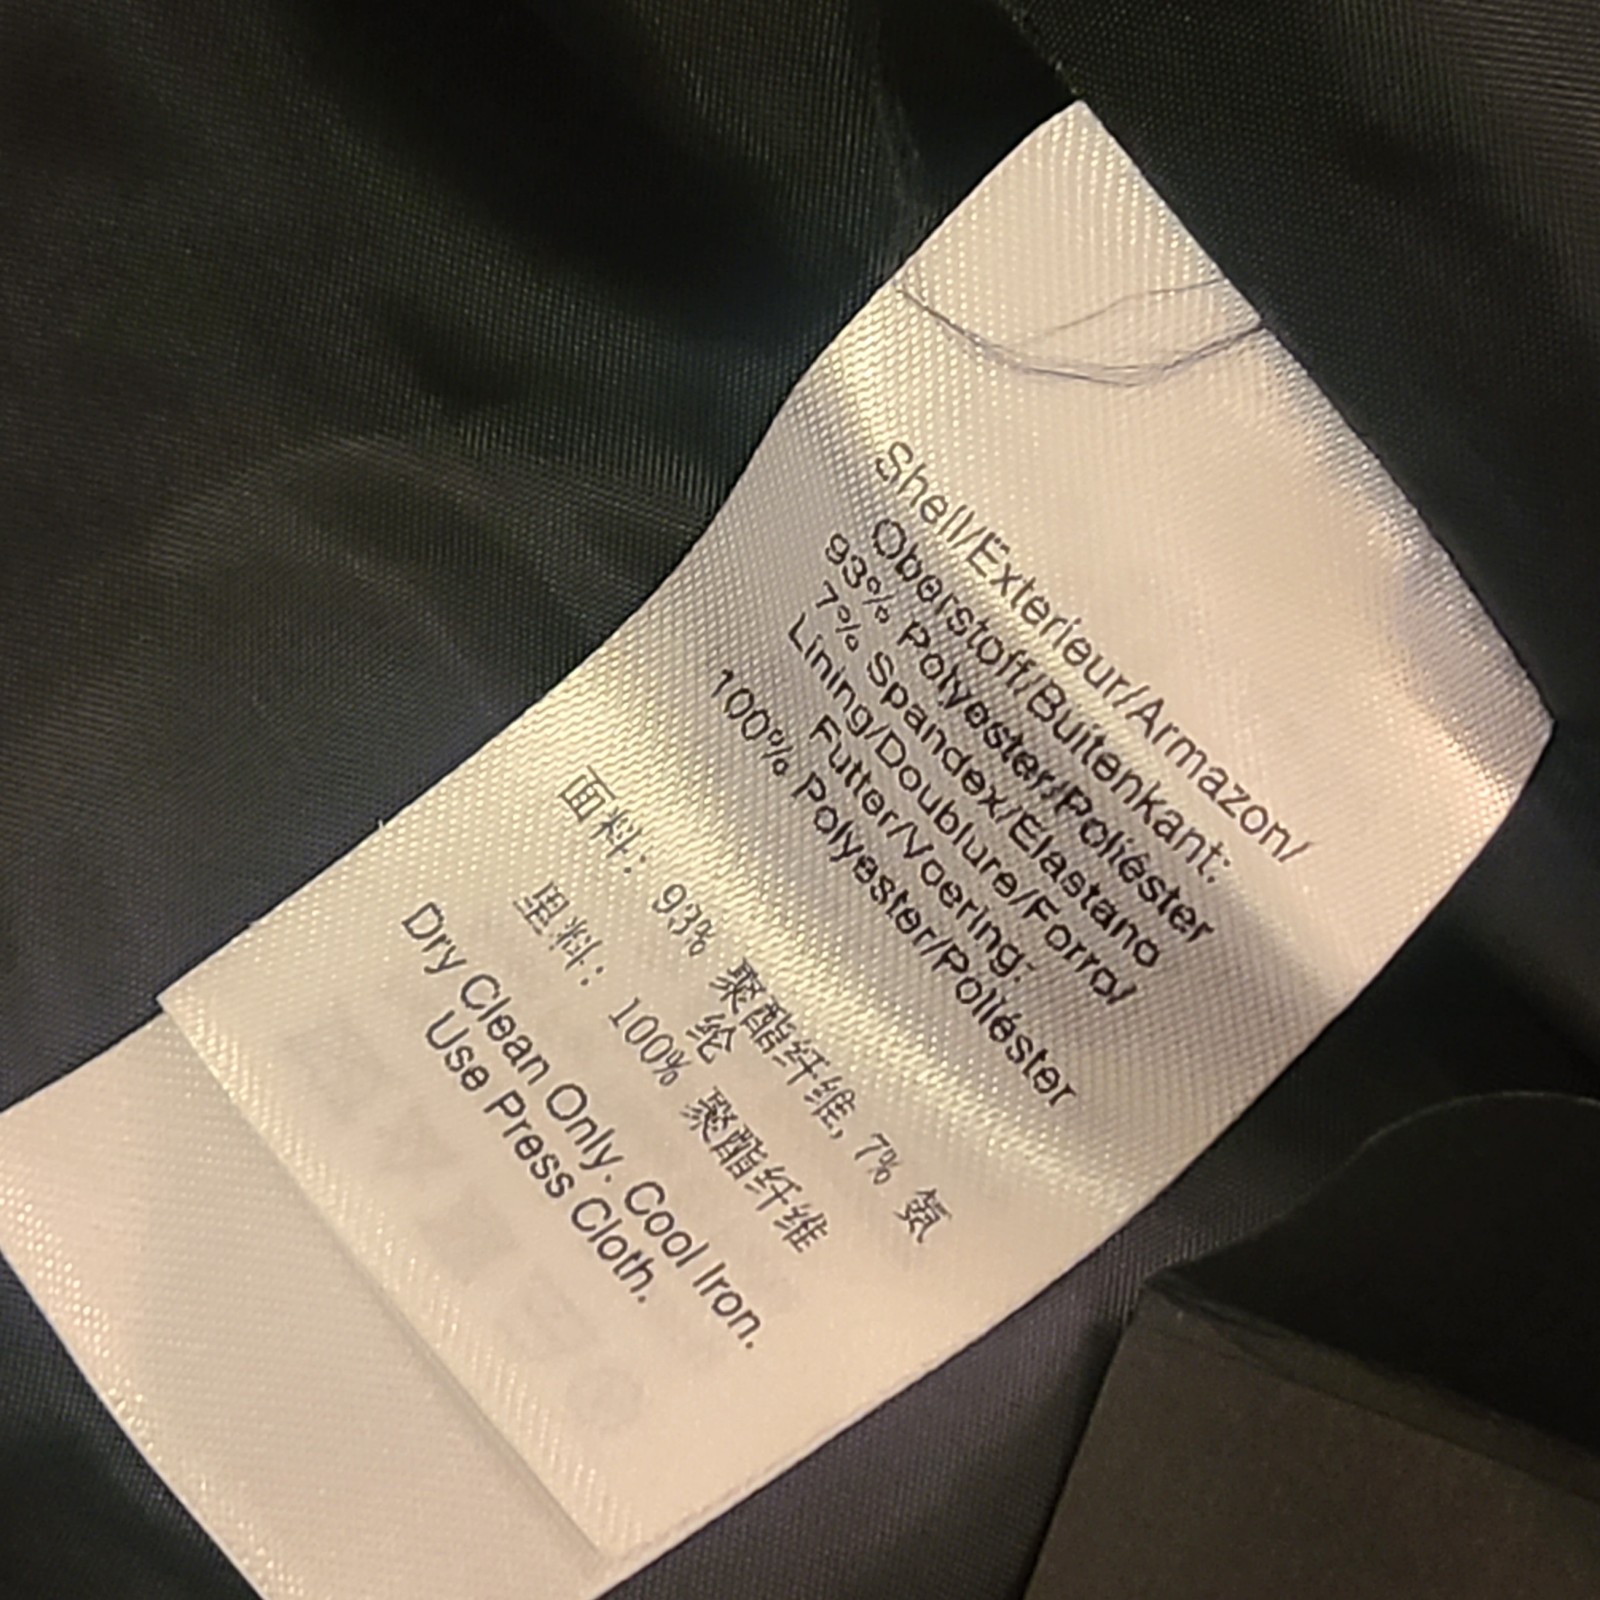 Shell/Exterieur/Armazon/
Oberstoff/Buitenkant:
93% Polyester/Poliéster
7% Spandex/Elastano
Lining/Doublure/Forro/
Futter/Voering:
100% Polyester/Poliéster
面料: 93% 聚酯纤维, 7% 氨
纶
里料: 100% 聚酯纤维
Dry Clean Only. Cool Iron.
Use Press Cloth.